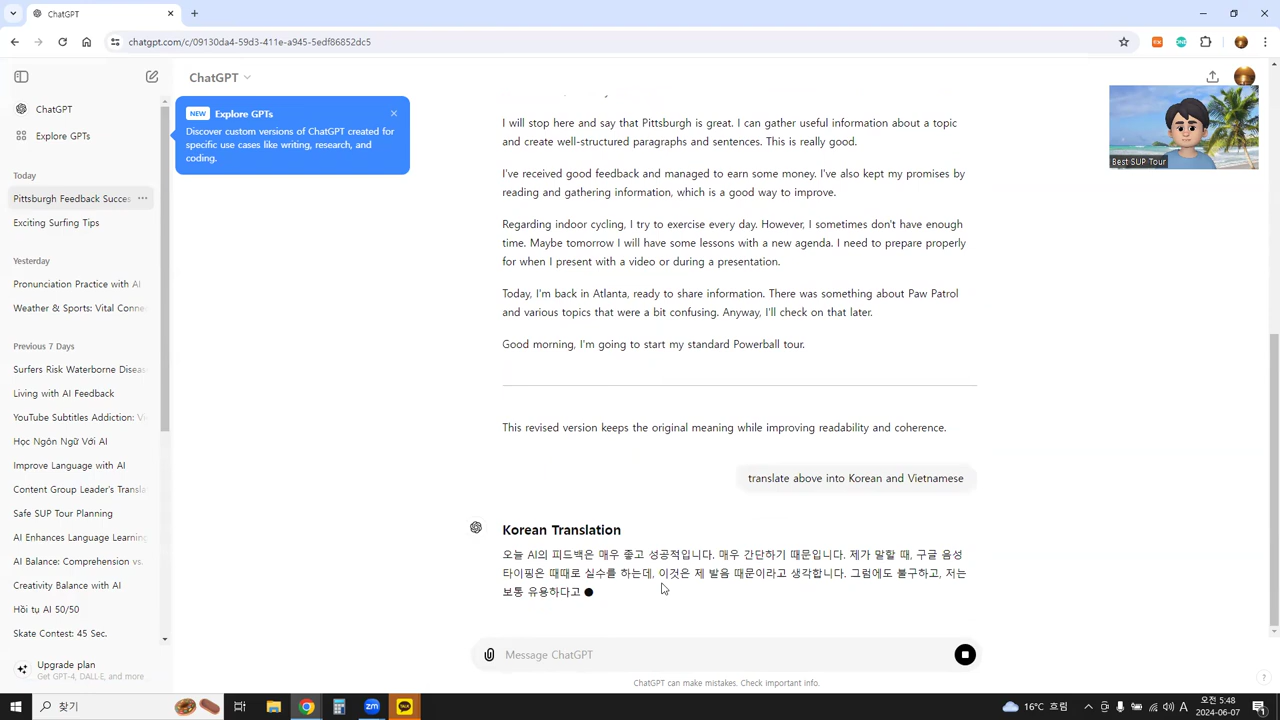 ChatGPT
chatgpt.com/c/09130da4-59d3-411e-a945-5edf86852dc5
ChatGPT
Explore GPTs
Today
Pittsburgh Feedback Succes
Exciting Surfing Tips
Yesterday
Pronunciation Practice with AI
Weather & Sports: Vital Conne
Previous 7 Days
Surfers Risk Waterborne Diseas
Living with AI Feedback
YouTube Subtitles Addiction: Vi
Học Ngôn Ngữ Với AI
Improve Language with AI
Content Group Leader's Transla
Safe SUP Tour Planning
AI Enhances Language Learning
AI Balance: Comprehension vs.
Creativity Balance with AI
Hồi tụ AI 50/50
Skate Contest: 45 Sec.
Upgrade plan
Get GPT-4, DALL·E, and more
NEW Explore GPTs
Discover custom versions of ChatGPT created for
specific use cases like writing, research, and
coding.
ChatGPT
Best SUP Tour
I will stop here and say that Pittsburgh is great. I can gather useful information about a topic
and create well-structured paragraphs and sentences. This is really good.
I've received good feedback and managed to earn some money. I've also kept my promises by
reading and gathering information, which is a good way to improve.
Regarding indoor cycling, I try to exercise every day. However, I sometimes don't have enough
time. Maybe tomorrow I will have some lessons with a new agenda. I need to prepare properly
for when I present with a video or during a presentation.
Today, I'm back in Atlanta, ready to share information. There was something about Paw Patrol
and various topics that were a bit confusing. Anyway, I'll check on that later.
Good morning, I'm going to start my standard Powerball tour.
This revised version keeps the original meaning while improving readability and coherence.
translate above into Korean and Vietnamese
Korean Translation
오늘 AI의 피드백은 매우 좋고 성공적입니다. 매우 간단하기 때문입니다. 제가 말할 때, 구글 음성
타이핑은 때때로 실수를 하는데, 이것은 제 발음 때문이라고 생각합니다. 그럼에도 불구하고, 저는
보통 유용하다고
Message ChatGPT
ChatGPT can make mistakes. Check important info.
?
찾기
zm
TALK
16°C 흐림
A
오전 5:48
2024-06-07